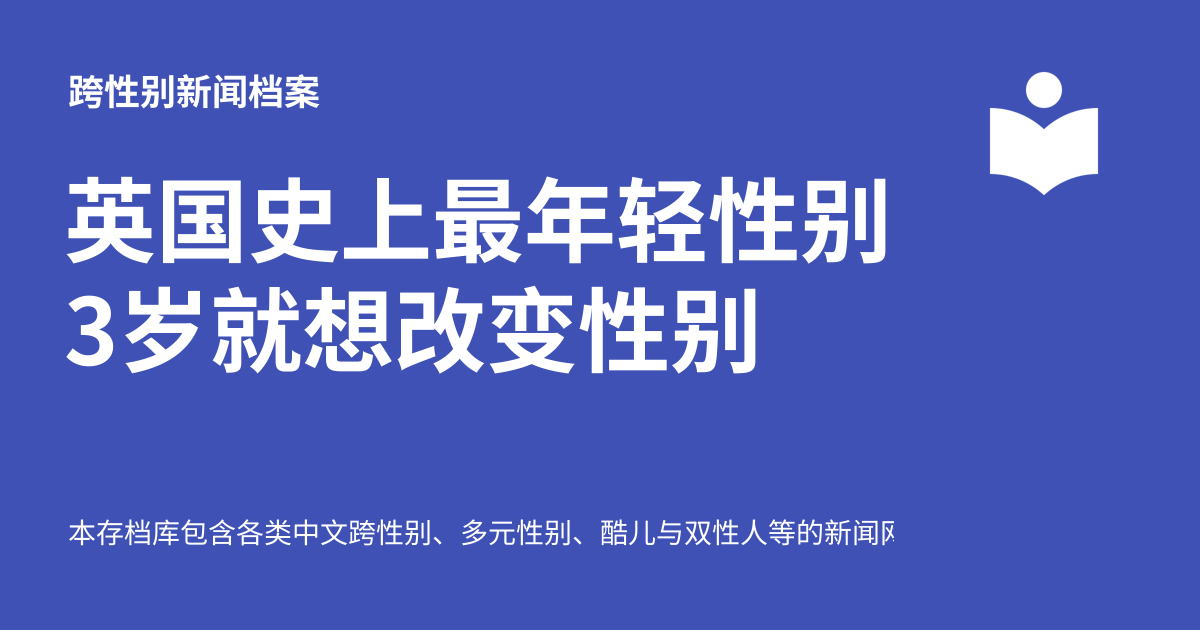 跨性别新闻档案
英国史上最年轻性别
3岁就想改变性别
本存档库包含各类中文跨性别、多元性别、酷儿与双性人等的新闻网